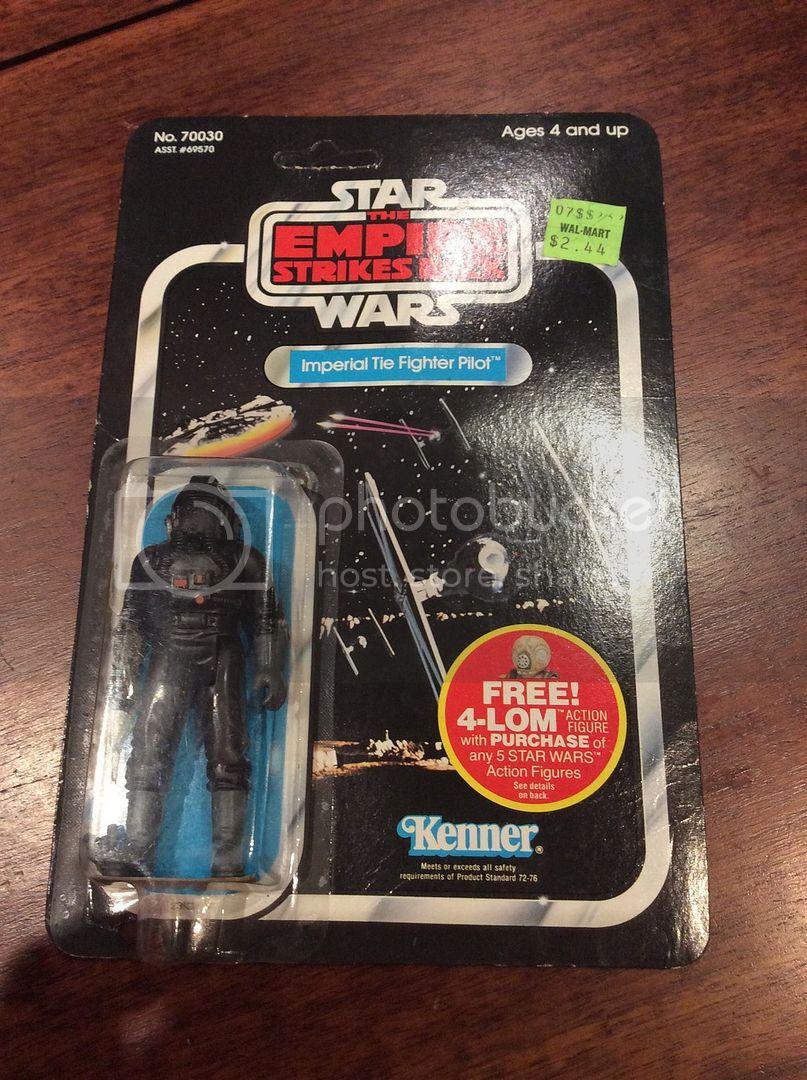 No. 70030
ASST. #69570
Ages 4 and up
STAR
THE
EMPIRE
STRIKES BACK
WARS
WAL-MART
$2.44
Imperial Tie Fighter Pilot™
photobucket
host. store. share.
FREE!
4-LOM™ ACTION FIGURE
with PURCHASE of
any 5 STAR WARS™
Action Figures
See details
on back.
Kenner®
Meets or exceeds all safety
requirements of Product Standard 72-76